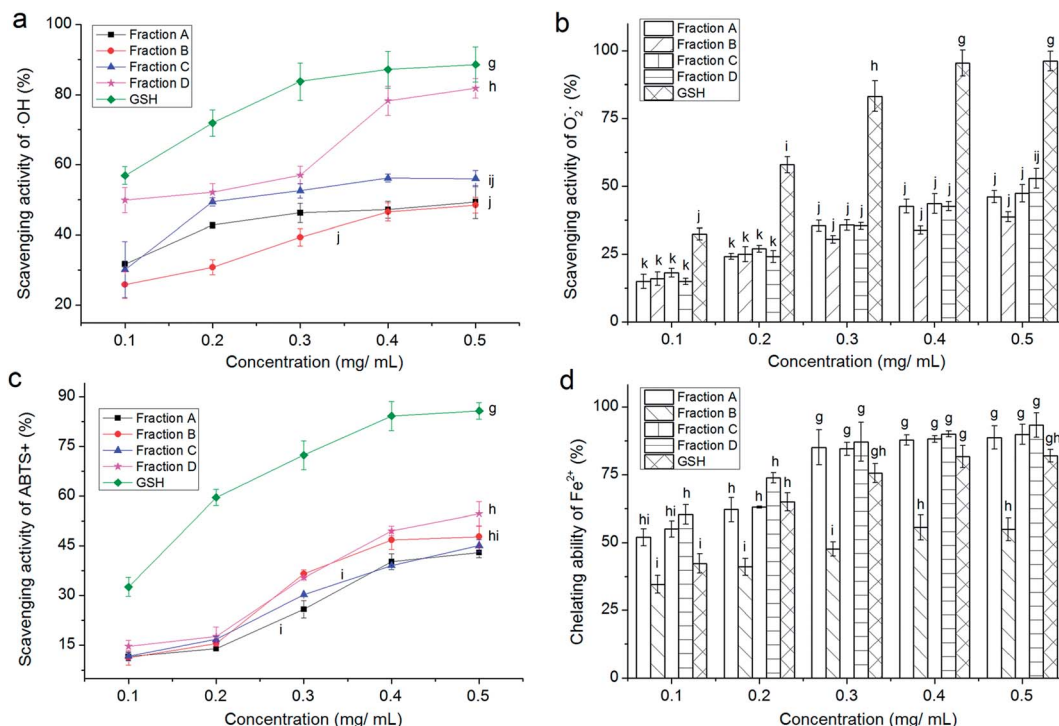 a
Scavenging activity of ·OH (%)
100
80
60
40
20
Fraction A
Fraction B
Fraction C
Fraction D
GSH
g
h
ij
j
j
0.1 0.2 0.3 0.4 0.5
Concentration (mg/ mL)
b
Scavenging activity of O₂⁻· (%)
100
75
50
25
0
Fraction A
Fraction B
Fraction C
Fraction D
GSH
k k k k j
k k k k i
j j j j h
j j j j g
j j j ij g
0.1 0.2 0.3 0.4 0.5
Concentration (mg/ mL)
c
Scavenging activity of ABTS+ (%)
90
75
60
45
30
15
Fraction A
Fraction B
Fraction C
Fraction D
GSH
g
h
hi
i
i
0.1 0.2 0.3 0.4 0.5
Concentration (mg/ mL)
d
Chelating ability of Fe²⁺ (%)
100
75
50
25
0
Fraction A
Fraction B
Fraction C
Fraction D
GSH
hi i hi h i
h i h h h
g i g g gh
g h g g g
g h g g gh
0.1 0.2 0.3 0.4 0.5
Concentration (mg/ mL)